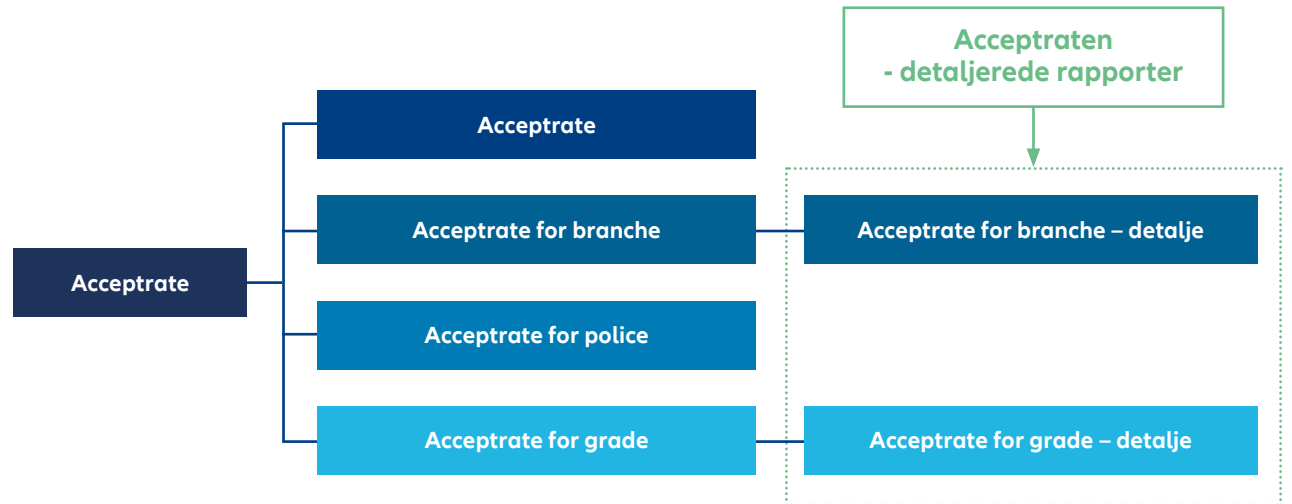 Acceptraten
- detaljerede rapporter
Acceptrate
Acceptrate for branche
Acceptrate for branche – detalje
Acceptrate
Acceptrate for police
Acceptrate for grade
Acceptrate for grade – detalje